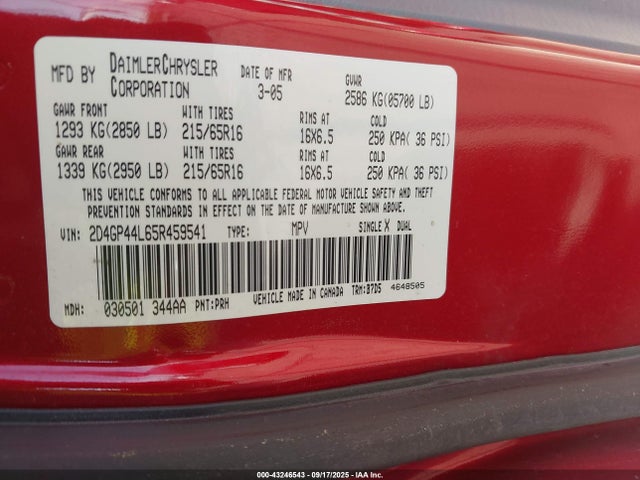 MFD BY DAIMLERCHRYSLER CORPORATION DATE OF MFR 3-05 GVWR 2586 KG(05700 LB)
GAWR FRONT WITH TIRES RIMS AT COLD
1293 KG(2850 LB) 215/65R16 16X6.5 250 KPA( 36 PSI)
GAWR REAR WITH TIRES RIMS AT COLD
1339 KG(2950 LB) 215/65R16 16X6.5 250 KPA( 36 PSI)
THIS VEHICLE CONFORMS TO ALL APPLICABLE FEDERAL MOTOR VEHICLE SAFETY AND THEFT
PREVENTION STANDARDS IN EFFECT ON THE DATE OF MANUFACTURE SHOWN ABOVE.
VIN: 2D4GP44L65R459541 TYPE: MPV SINGLE X DUAL
MDH: 030501 344AA PNT:PRH VEHICLE MADE IN CANADA TRM:B7D5 4648505
000-43246543 - 09/17/2025 - IAA Inc.